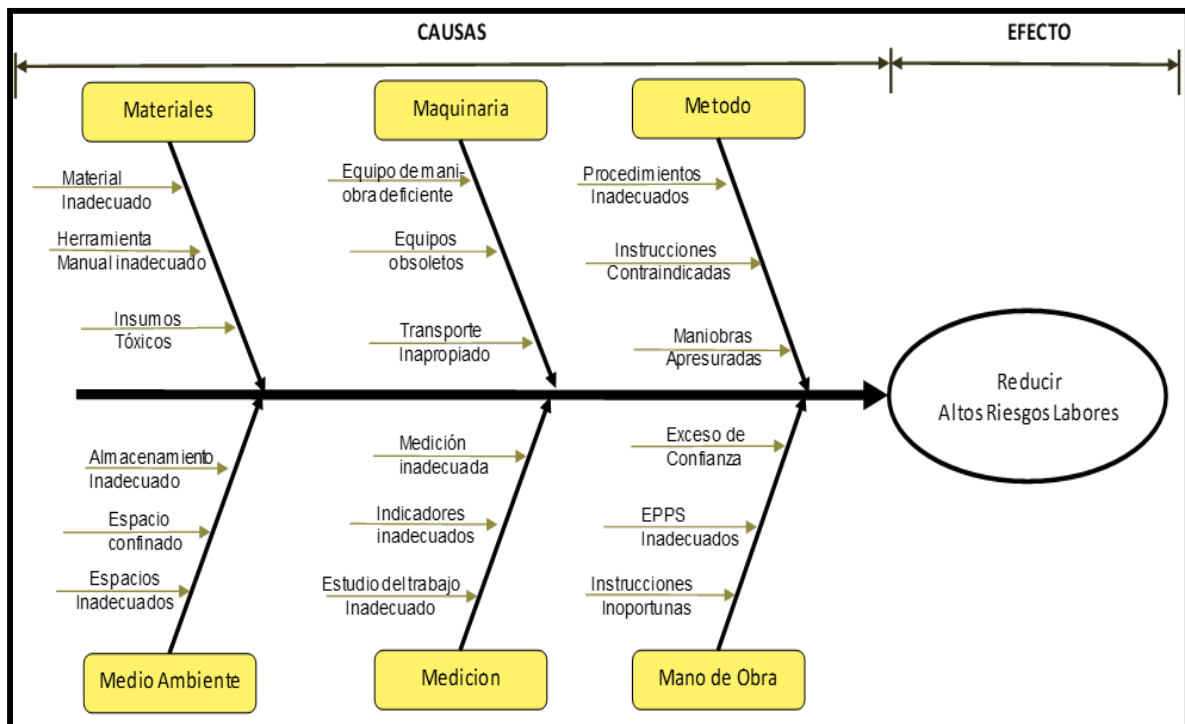 CAUSAS
EFECTO
Materiales
Maquinaria
Metodo
Material
Inadecuado
Herramienta
Manual inadecuado
Insumos
Tóxicos
Equipo de mani-
obra deficiente
Equipos
obsoletos
Transporte
Inapropiado
Procedimientos
Inadecuados
Instrucciones
Contraindicadas
Maniobras
Apresuradas
Reducir
Altos Riesgos Labores
Almacenamiento
Inadecuado
Espacio
confinado
Espacios
Inadecuados
Medición
inadecuada
Indicadores
inadecuados
Estudio del trabajo
Inadecuado
Exceso de
Confianza
EPPS
Inadecuados
Instrucciones
Inoportunas
Medio Ambiente
Medicion
Mano de Obra